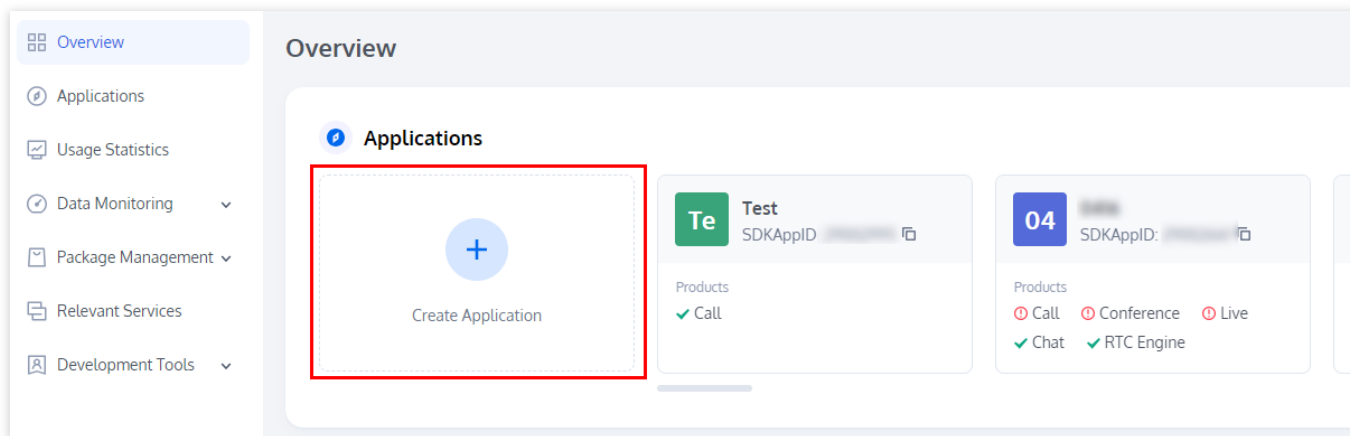 Overview
Applications
Usage Statistics
Data Monitoring
Package Management
Relevant Services
Development Tools
Overview
Applications
Create Application
Te
Test
SDKAppID
Products
Call
04
SDKAppID:
Products
Call Conference Live
Chat RTC Engine